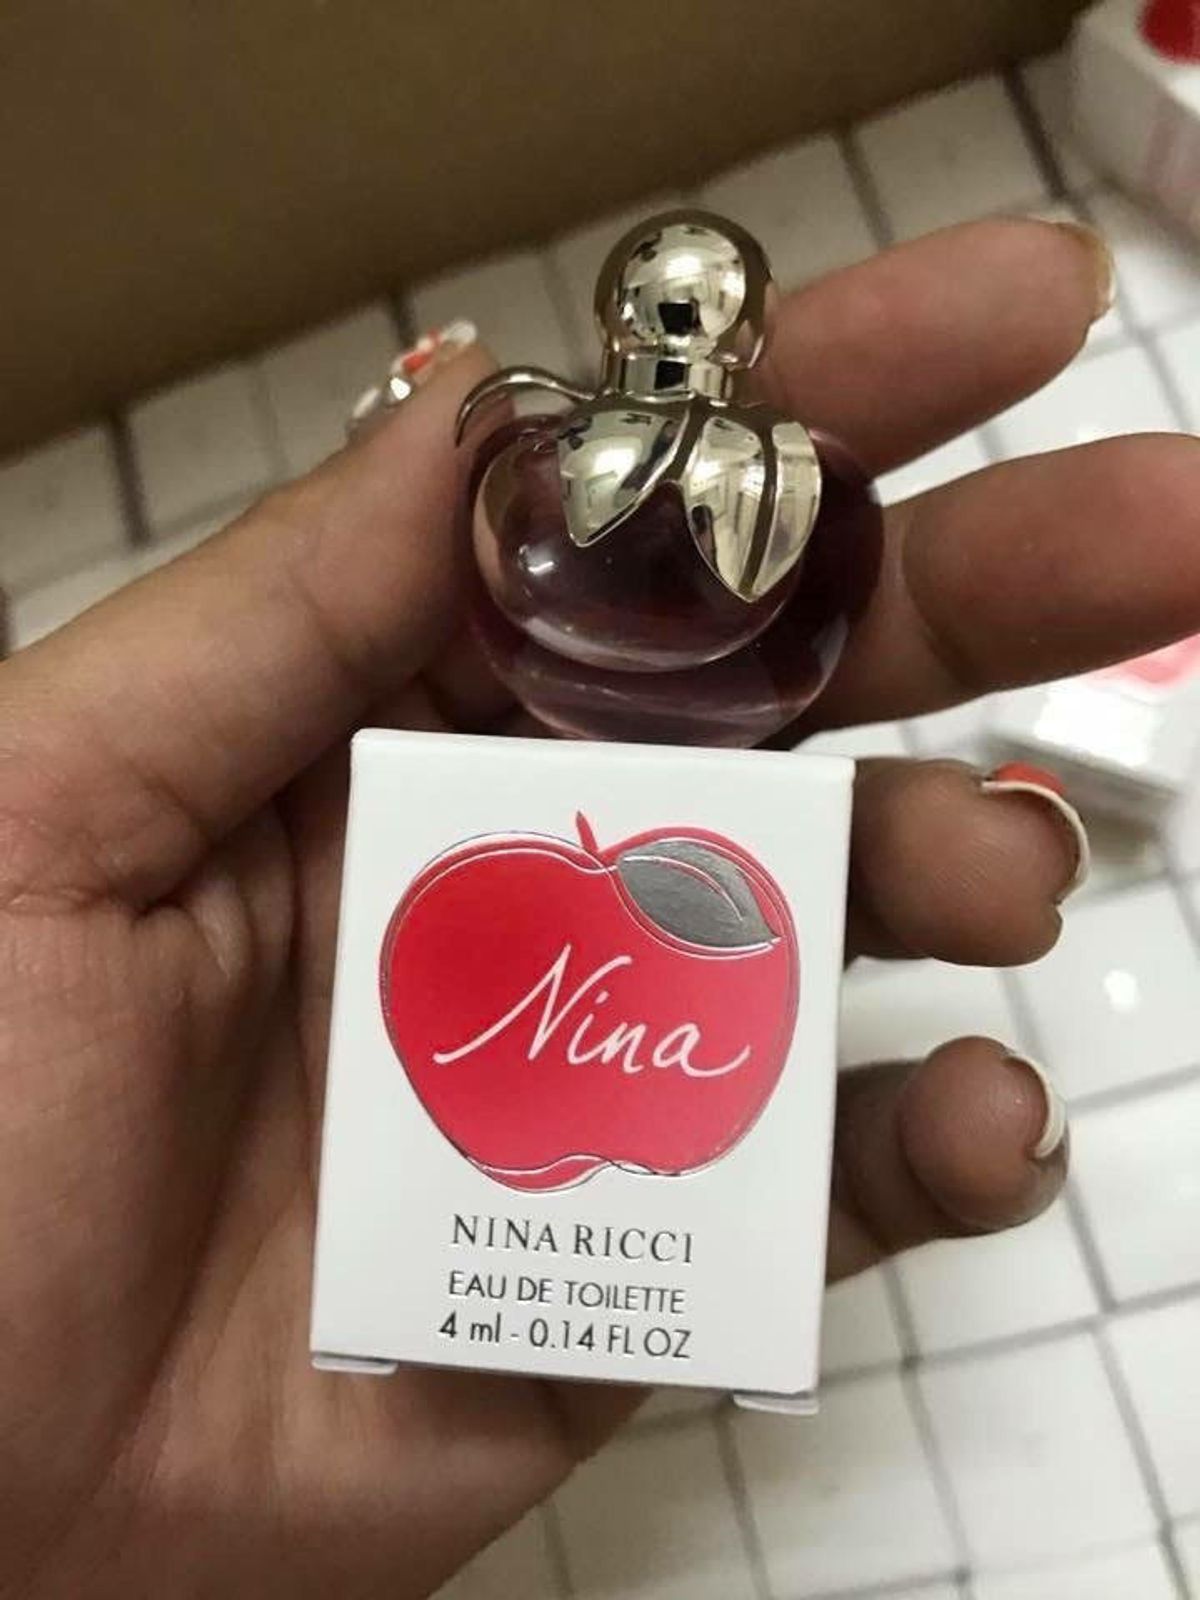 Nina
NINA RICCI
EAU DE TOILETTE
4 ml - 0.14 FL OZ